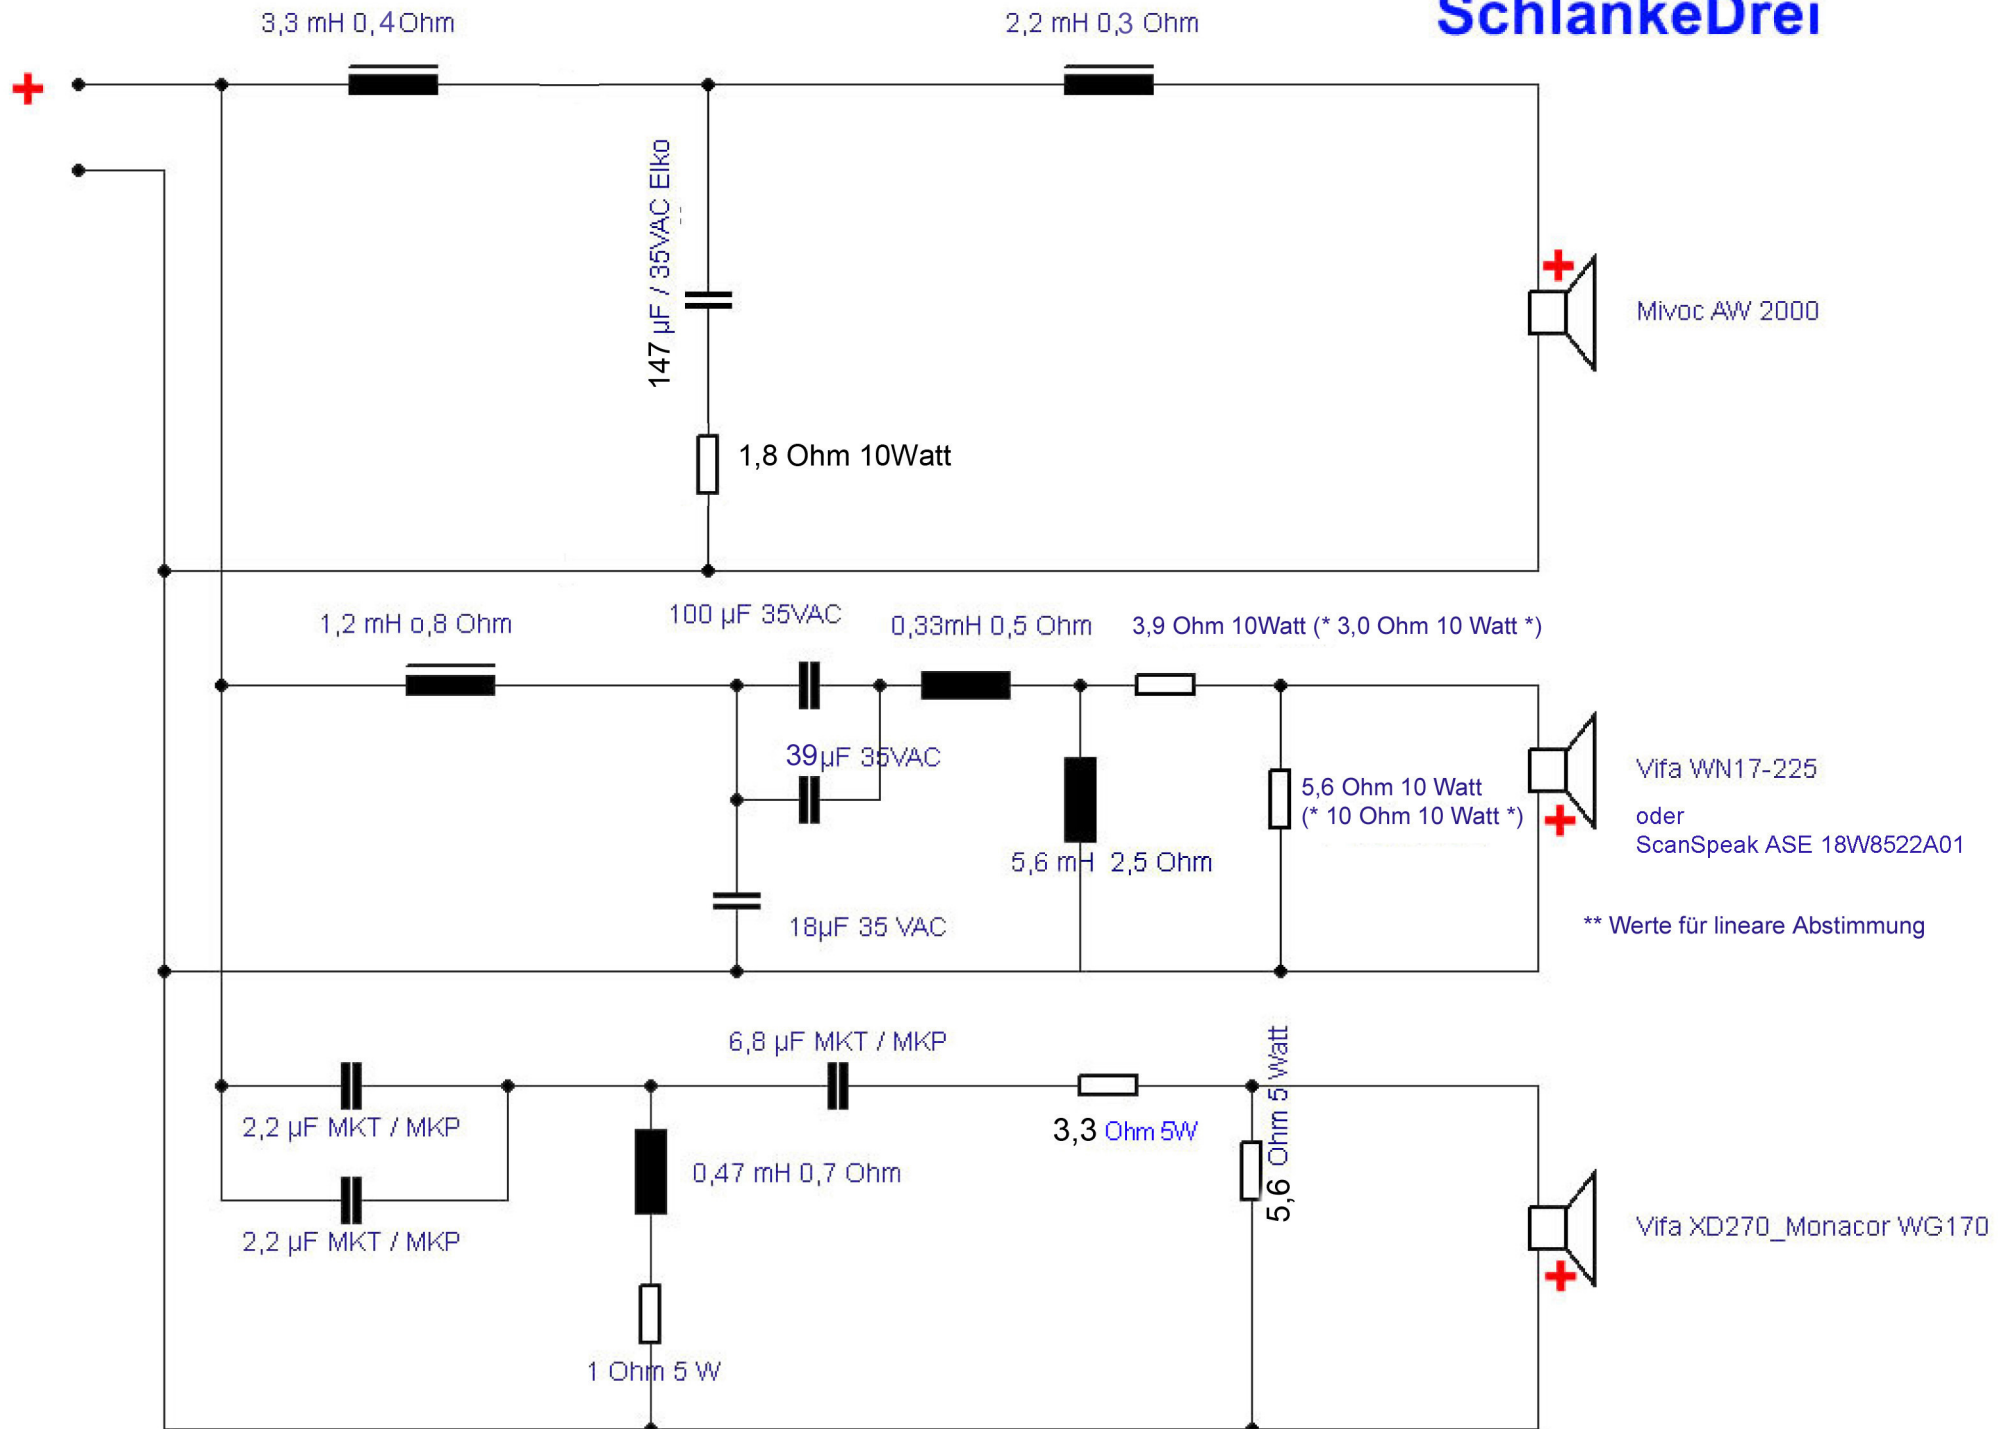 SchlankeDrei
3,3 mH 0,4Ohm
2,2 mH 0,3 Ohm
147 µF / 35VAC Elko
Mivoc AW 2000
1,8 Ohm 10Watt
1,2 mH o,8 Ohm
100 µF 35VAC
0,33mH 0,5 Ohm
3,9 Ohm 10Watt (* 3,0 Ohm 10 Watt *)
39µF 35VAC
5,6 Ohm 10 Watt
(* 10 Ohm 10 Watt *)
Vifa WN17-225
oder
ScanSpeak ASE 18W8522A01
5,6 mH 2,5 Ohm
18µF 35 VAC
** Werte für lineare Abstimmung
6,8 µF MKT / MKP
5,6 Ohm 5 Watt
2,2 µF MKT / MKP
3,3 Ohm 5W
0,47 mH 0,7 Ohm
2,2 µF MKT / MKP
Vifa XD270_Monacor WG170
1 Ohm 5 W